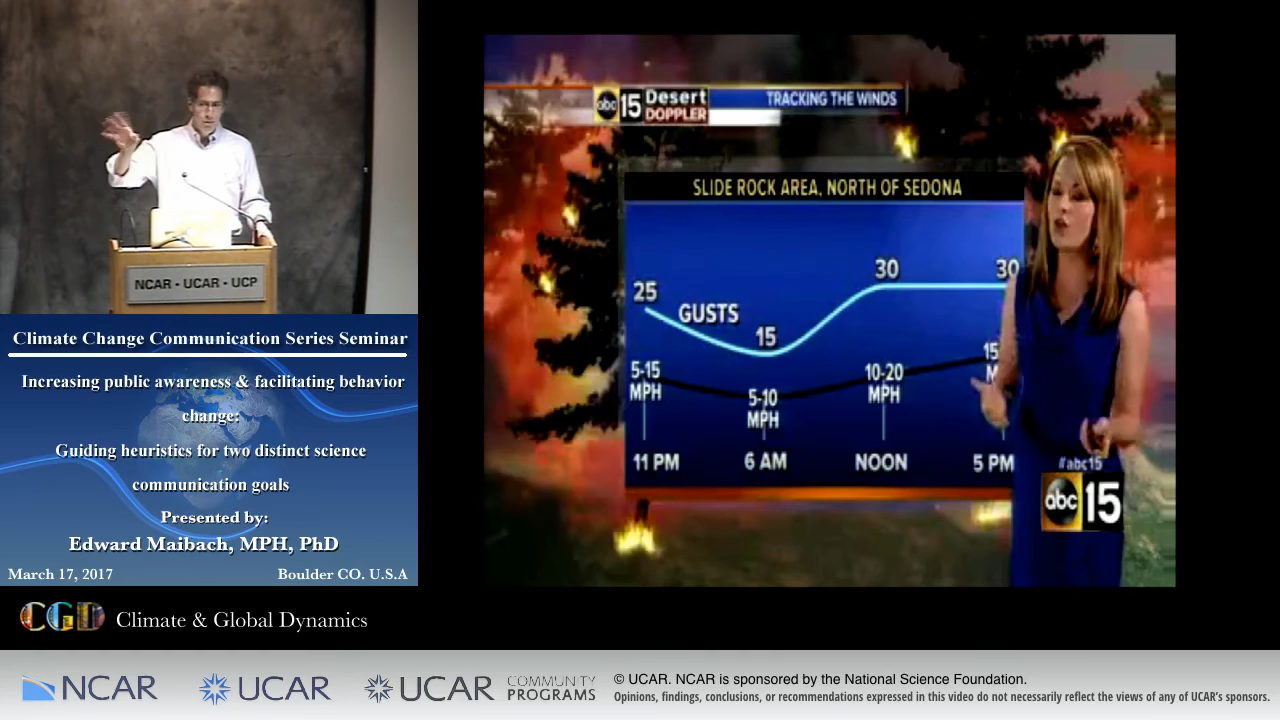 NCAR - UCAR - UCP
Climate Change Communication Series Seminar
Increasing public awareness & facilitating behavior
change:
Guiding heuristics for two distinct science
communication goals
Presented by:
Edward Maibach, MPH, PhD
March 17, 2017
Boulder CO. U.S.A
CGD Climate & Global Dynamics
abc 15 Desert
DOPPLER
TRACKING THE WINDS
SLIDE ROCK AREA, NORTH OF SEDONA
25
GUSTS
15
30
30
5-15
MPH
5-10
MPH
10-20
MPH
15
M
11 PM
6 AM
NOON
5 PM
#abc15
abc 15
NCAR
UCAR
UCAR
COMMUNITY
PROGRAMS
© UCAR. NCAR is sponsored by the National Science Foundation.
Opinions, findings, conclusions, or recommendations expressed in this video do not necessarily reflect the views of any of UCAR's sponsors.